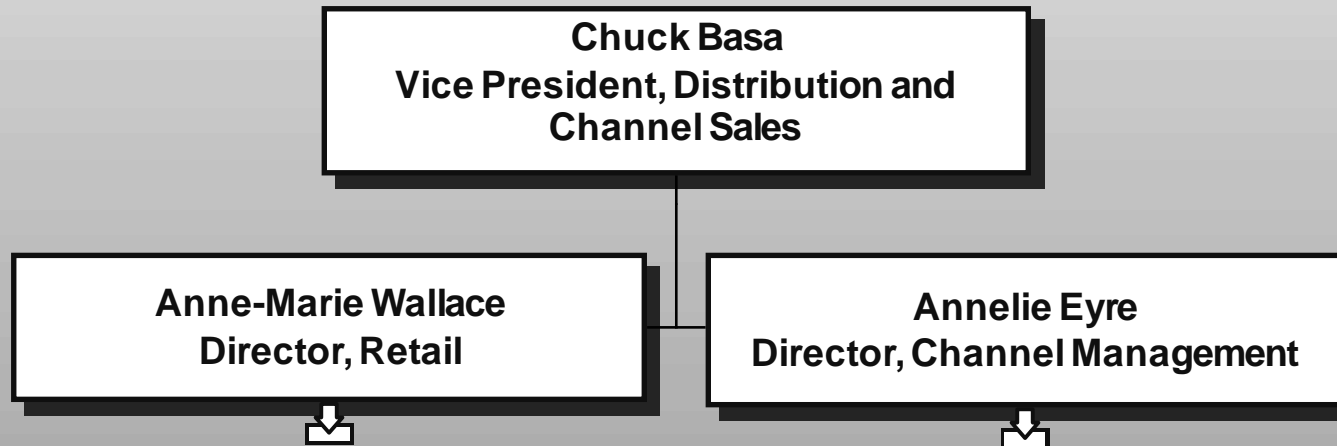 Chuck Basa
Vice President, Distribution and
Channel Sales
Anne-Marie Wallace
Director, Retail
Annelie Eyre
Director, Channel Management